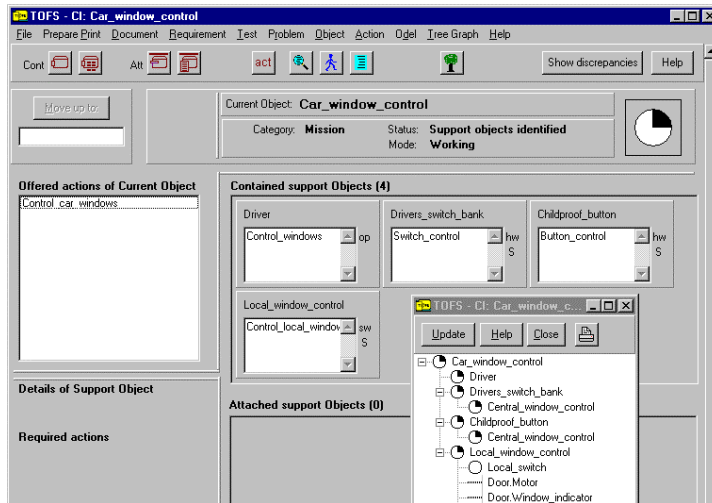 TOFS - CI: Car_window_control
File Prepare Print Document Requirement Test Problem Object Action Odel Tree Graph Help
Cont Att act Show discrepancies Help
Move up to:
Current Object: Car_window_control
Category: Mission Status: Support objects identified
Mode: Working
Offered actions of Current Object
Control_car_windows
Contained support Objects (4)
Driver Drivers_switch_bank Childproof_button
Control_windows op Switch_control hw Button_control hw
S S
Local_window_control
Control_local_window sw
S
TOFS - CI: Car_window_c...
Update Help Close
Car_window_control
Driver
Drivers_switch_bank
Central_window_control
Childproof_button
Central_window_control
Local_window_control
Local_switch
Door.Motor
Door.Window_indicator
Details of Support Object
Required actions
Attached support Objects (0)